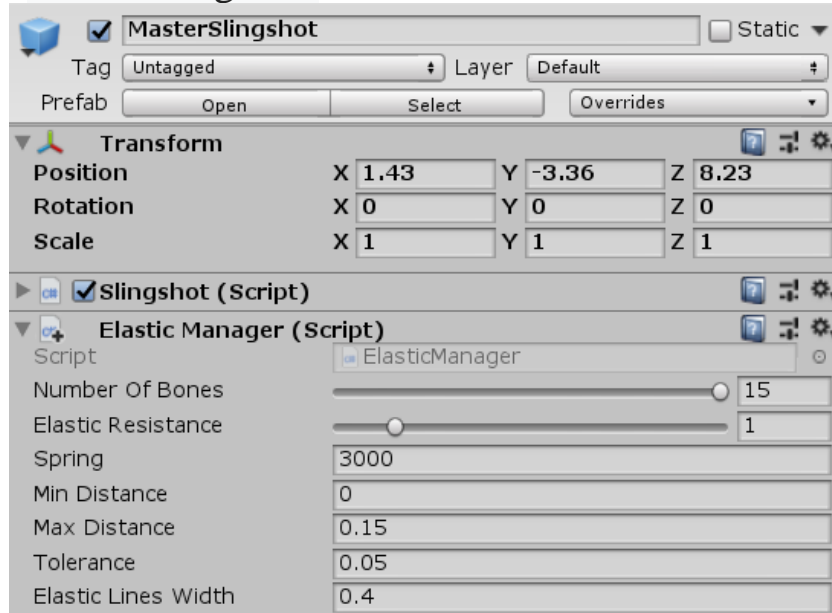 MasterSlingshot Static
Tag Untagged Layer Default
Prefab Open Select Overrides
Transform
Position X 1.43 Y -3.36 Z 8.23
Rotation X 0 Y 0 Z 0
Scale X 1 Y 1 Z 1
Slingshot (Script)
Elastic Manager (Script)
Script ElasticManager
Number Of Bones 15
Elastic Resistance 1
Spring 3000
Min Distance 0
Max Distance 0.15
Tolerance 0.05
Elastic Lines Width 0.4